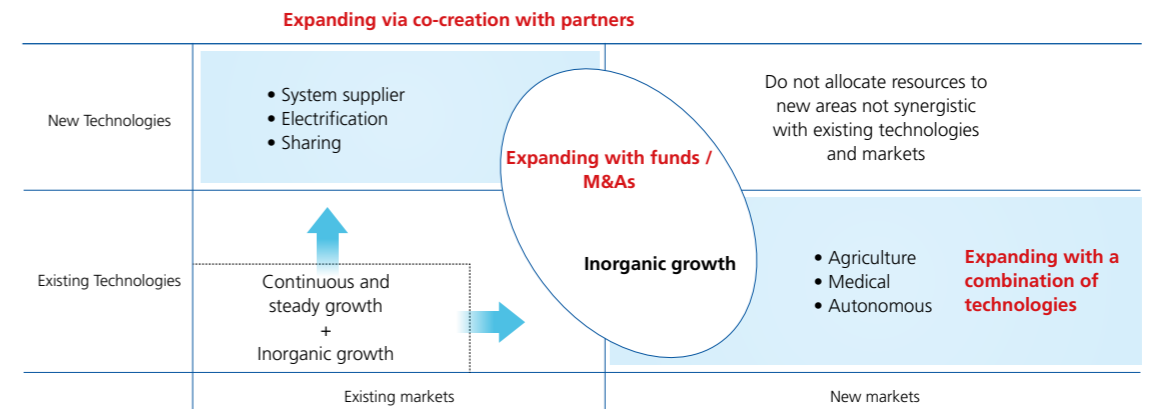 Expanding via co-creation with partners
New Technologies
• System supplier
• Electrification
• Sharing
Expanding with funds /
M&As
Do not allocate resources to
new areas not synergistic
with existing technologies
and markets
Existing Technologies
Continuous and
steady growth
+
Inorganic growth
Inorganic growth
• Agriculture
• Medical
• Autonomous
Expanding with a
combination of
technologies
Existing markets
New markets